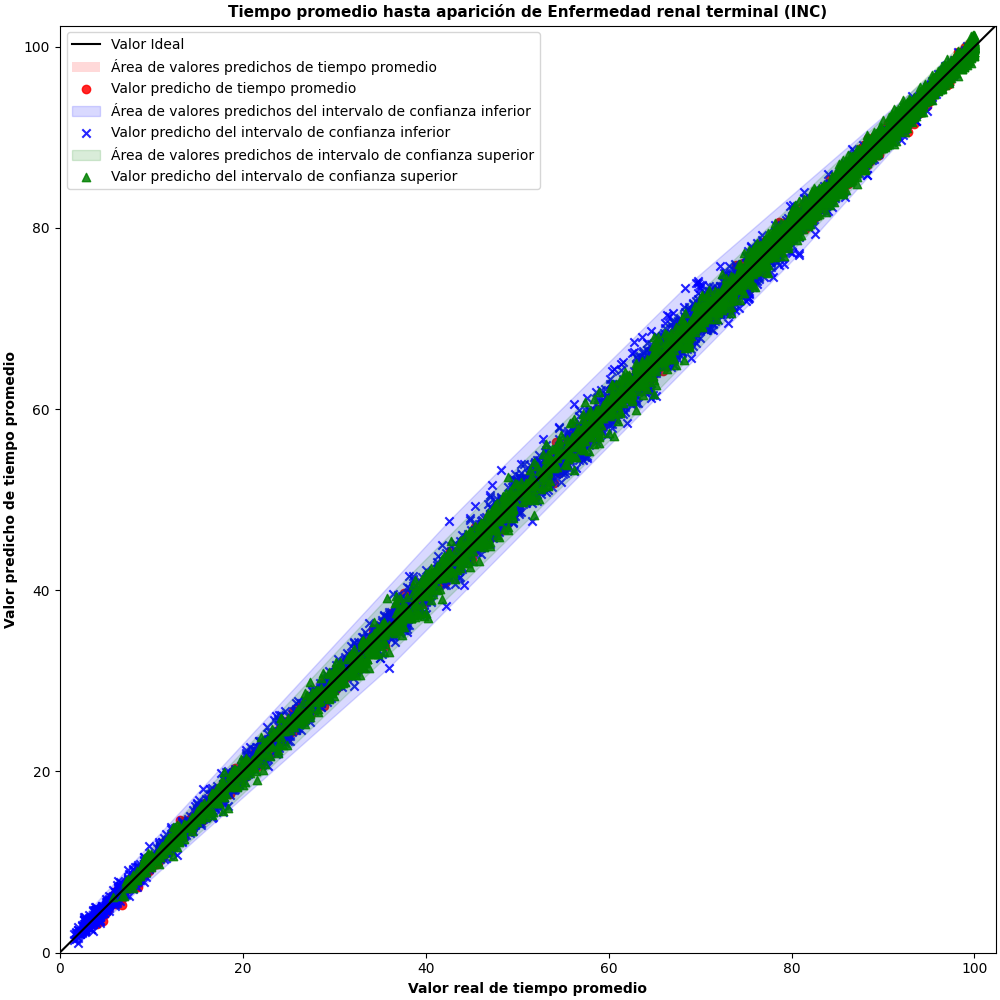 Tiempo promedio hasta aparición de Enfermedad renal terminal (INC)
Valor Ideal
Área de valores predichos de tiempo promedio
Valor predicho de tiempo promedio
Área de valores predichos del intervalo de confianza inferior
Valor predicho del intervalo de confianza inferior
Área de valores predichos de intervalo de confianza superior
Valor predicho del intervalo de confianza superior
Valor predicho de tiempo promedio
100
80
60
40
20
0
0 20 40 60 80 100
Valor real de tiempo promedio